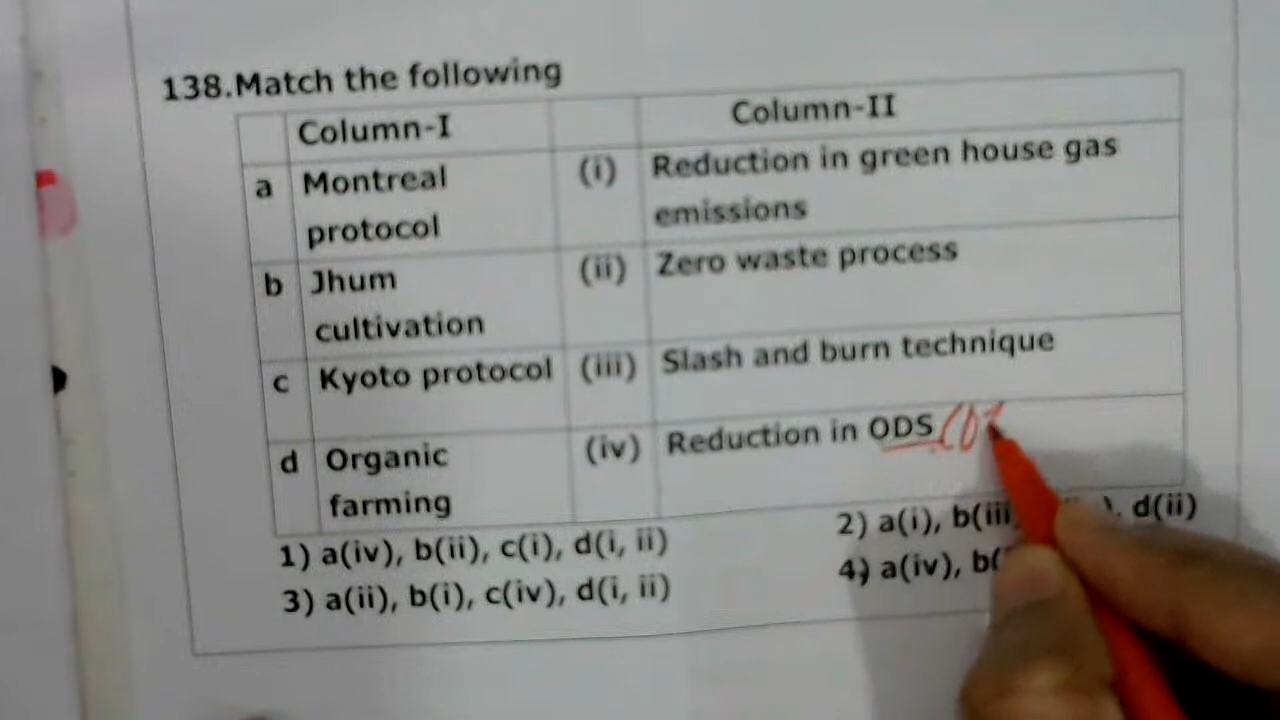 138.Match the following
Column-I Column-II
a Montreal protocol (i) Reduction in green house gas emissions
b Jhum cultivation (ii) Zero waste process
c Kyoto protocol (iii) Slash and burn technique
d Organic farming (iv) Reduction in ODS
1) a(iv), b(ii), c(i), d(i, ii) 2) a(i), b(iii) d(ii)
3) a(ii), b(i), c(iv), d(i, ii) 4) a(iv), b(